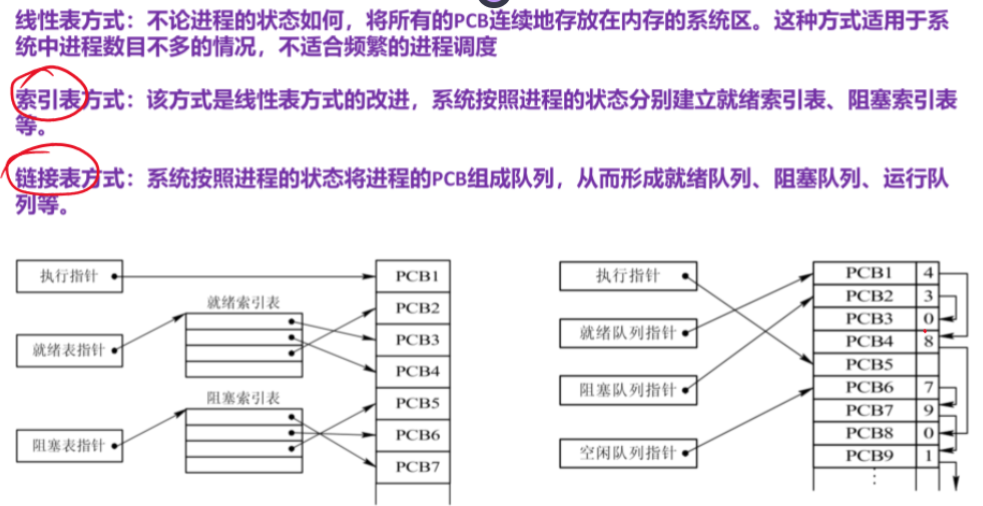 线性表方式：不论进程的状态如何，将所有的PCB连续地存放在内存的系统区。这种方式适用于系
统中进程数目不多的情况，不适合频繁的进程调度
索引表方式：该方式是线性表方式的改进，系统按照进程的状态分别建立就绪索引表、阻塞索引表
等。
链接表方式：系统按照进程的状态将进程的PCB组成队列，从而形成就绪队列、阻塞队列、运行队
列等。
执行指针
就绪表指针
阻塞表指针
就绪索引表
阻塞索引表
PCB1
PCB2
PCB3
PCB4
PCB5
PCB6
PCB7
执行指针
就绪队列指针
阻塞队列指针
空闲队列指针
PCB1 4
PCB2 3
PCB3 0
PCB4 8
PCB5
PCB6 7
PCB7 9
PCB8 0
PCB9 1
⋮